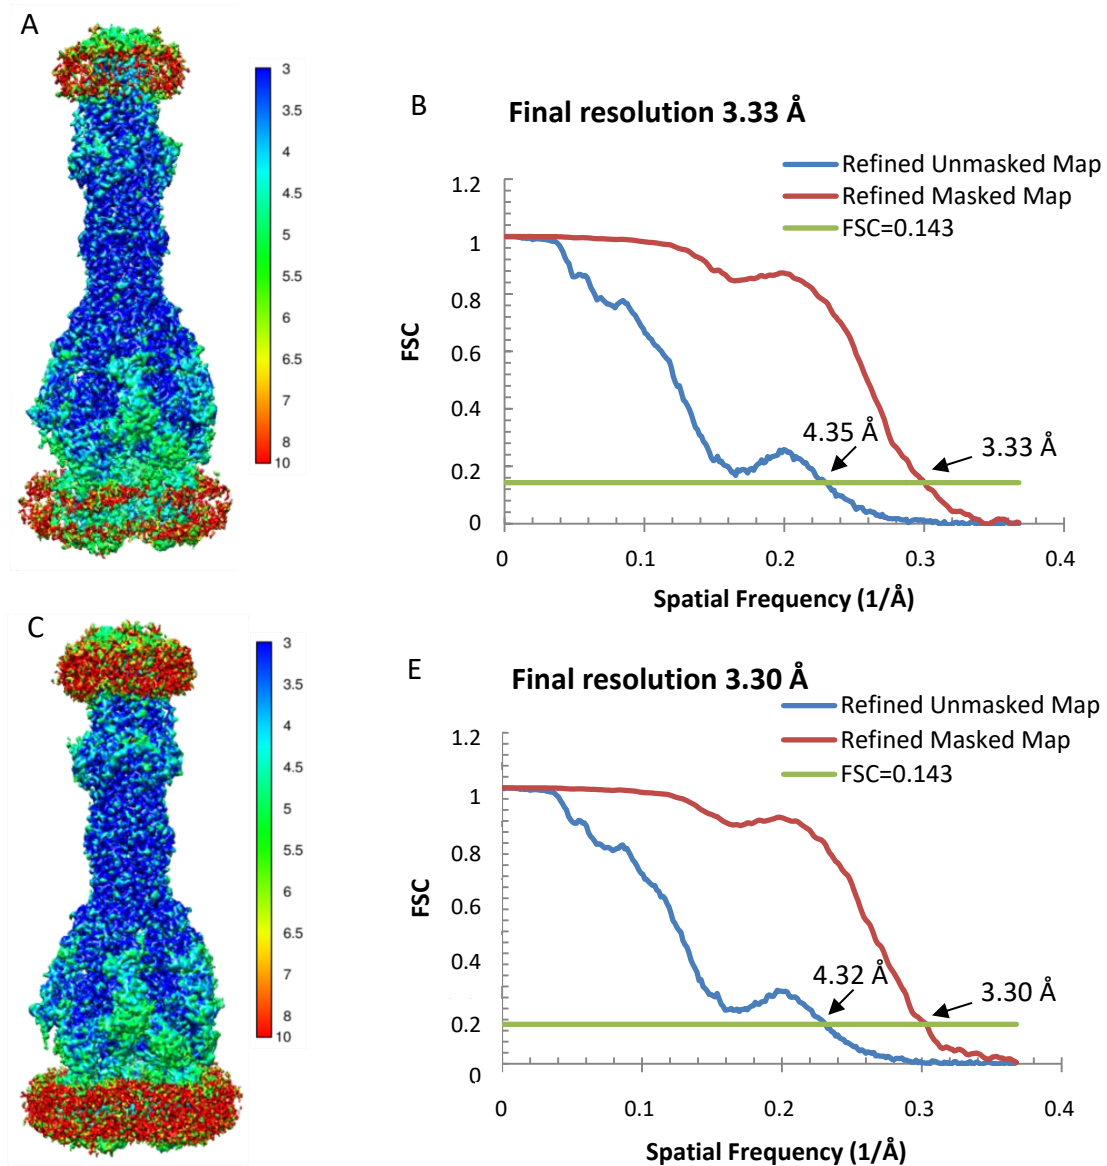 A
3
3.5
4
4.5
5
5.5
6
6.5
7
8
10
B
Final resolution 3.33 Å
Refined Unmasked Map
Refined Masked Map
FSC=0.143
1.2
1
0.8
0.6
0.4
0.2
0
FSC
4.35 Å
3.33 Å
0
0.1
0.2
0.3
0.4
Spatial Frequency (1/Å)
C
3
3.5
4
4.5
5
5.5
6
6.5
7
8
10
E
Final resolution 3.30 Å
Refined Unmasked Map
Refined Masked Map
FSC=0.143
1.2
1
0.8
0.6
0.4
0.2
0
FSC
4.32 Å
3.30 Å
0
0.1
0.2
0.3
0.4
Spatial Frequency (1/Å)